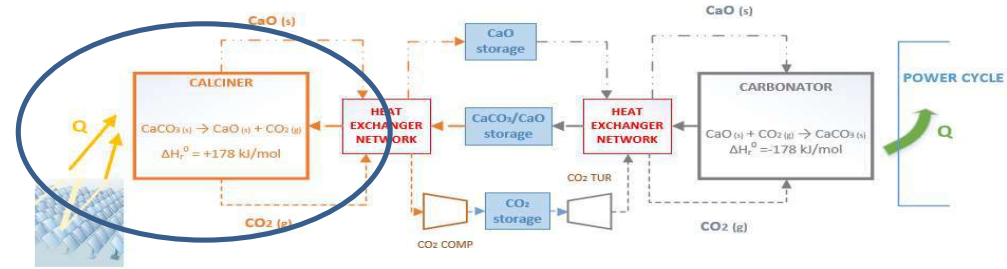 CaO (s)
CaO (s)
CaO
storage
CALCINER
CARBONATOR
POWER CYCLE
HEAT
EXCHANGER
NETWORK
CaCO₃/CaO
storage
HEAT
EXCHANGER
NETWORK
Q
CaCO₃ (s) → CaO (s) + CO₂ (g)
ΔHᵣ⁰ = +178 kJ/mol
CaO (s) + CO₂ (g) → CaCO₃ (s)
ΔHᵣ⁰ = -178 kJ/mol
Q
CO₂ TUR
CO₂
storage
CO₂ (g)
CO₂ (g)
CO₂ COMP